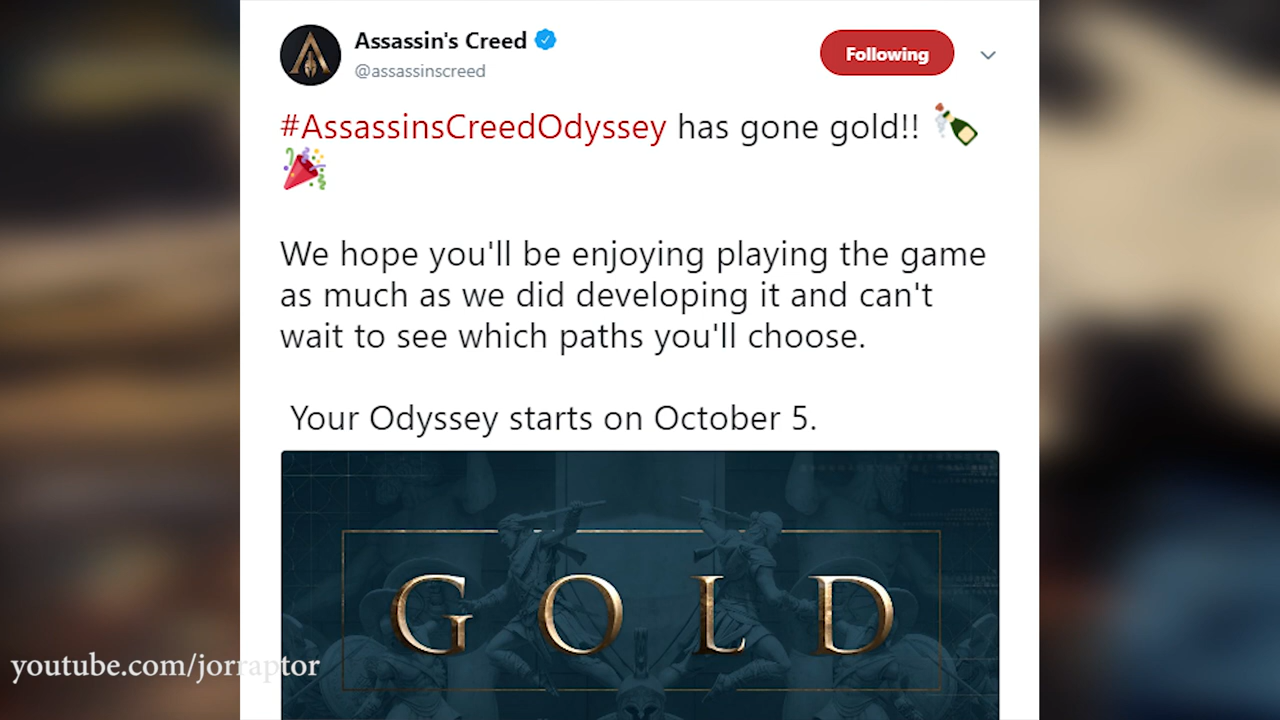 Assassin's Creed
@assassinscreed
Following
#AssassinsCreedOdyssey has gone gold!!
We hope you'll be enjoying playing the game
as much as we did developing it and can't
wait to see which paths you'll choose.
Your Odyssey starts on October 5.
GOLD
youtube.com/jorraptor